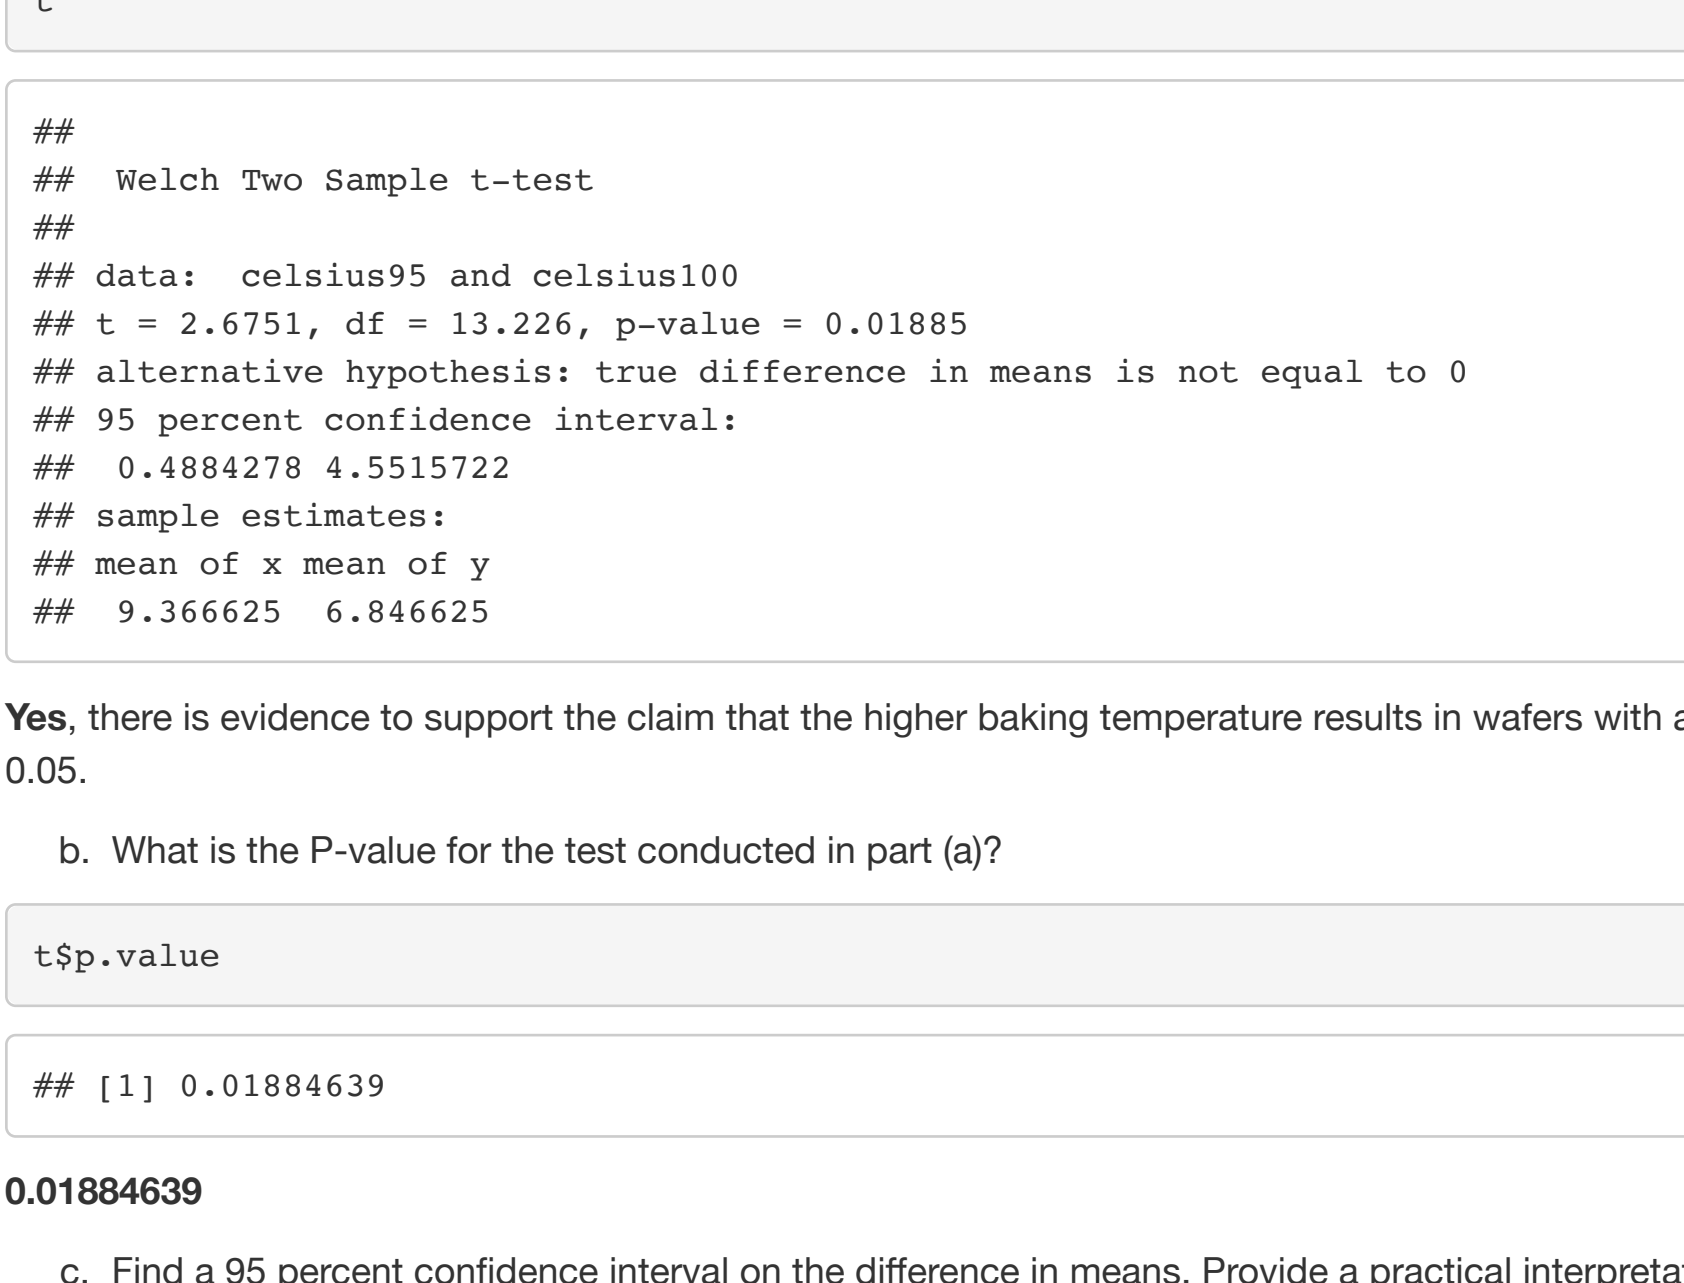 t
##
##  Welch Two Sample t-test
##
## data:  celsius95 and celsius100
## t = 2.6751, df = 13.226, p-value = 0.01885
## alternative hypothesis: true difference in means is not equal to 0
## 95 percent confidence interval:
##  0.4884278 4.5515722
## sample estimates:
## mean of x mean of y
##  9.366625  6.846625
Yes, there is evidence to support the claim that the higher baking temperature results in wafers with a
0.05.
b. What is the P-value for the test conducted in part (a)?
t$p.value
## [1] 0.01884639
0.01884639
c. Find a 95 percent confidence interval on the difference in means. Provide a practical